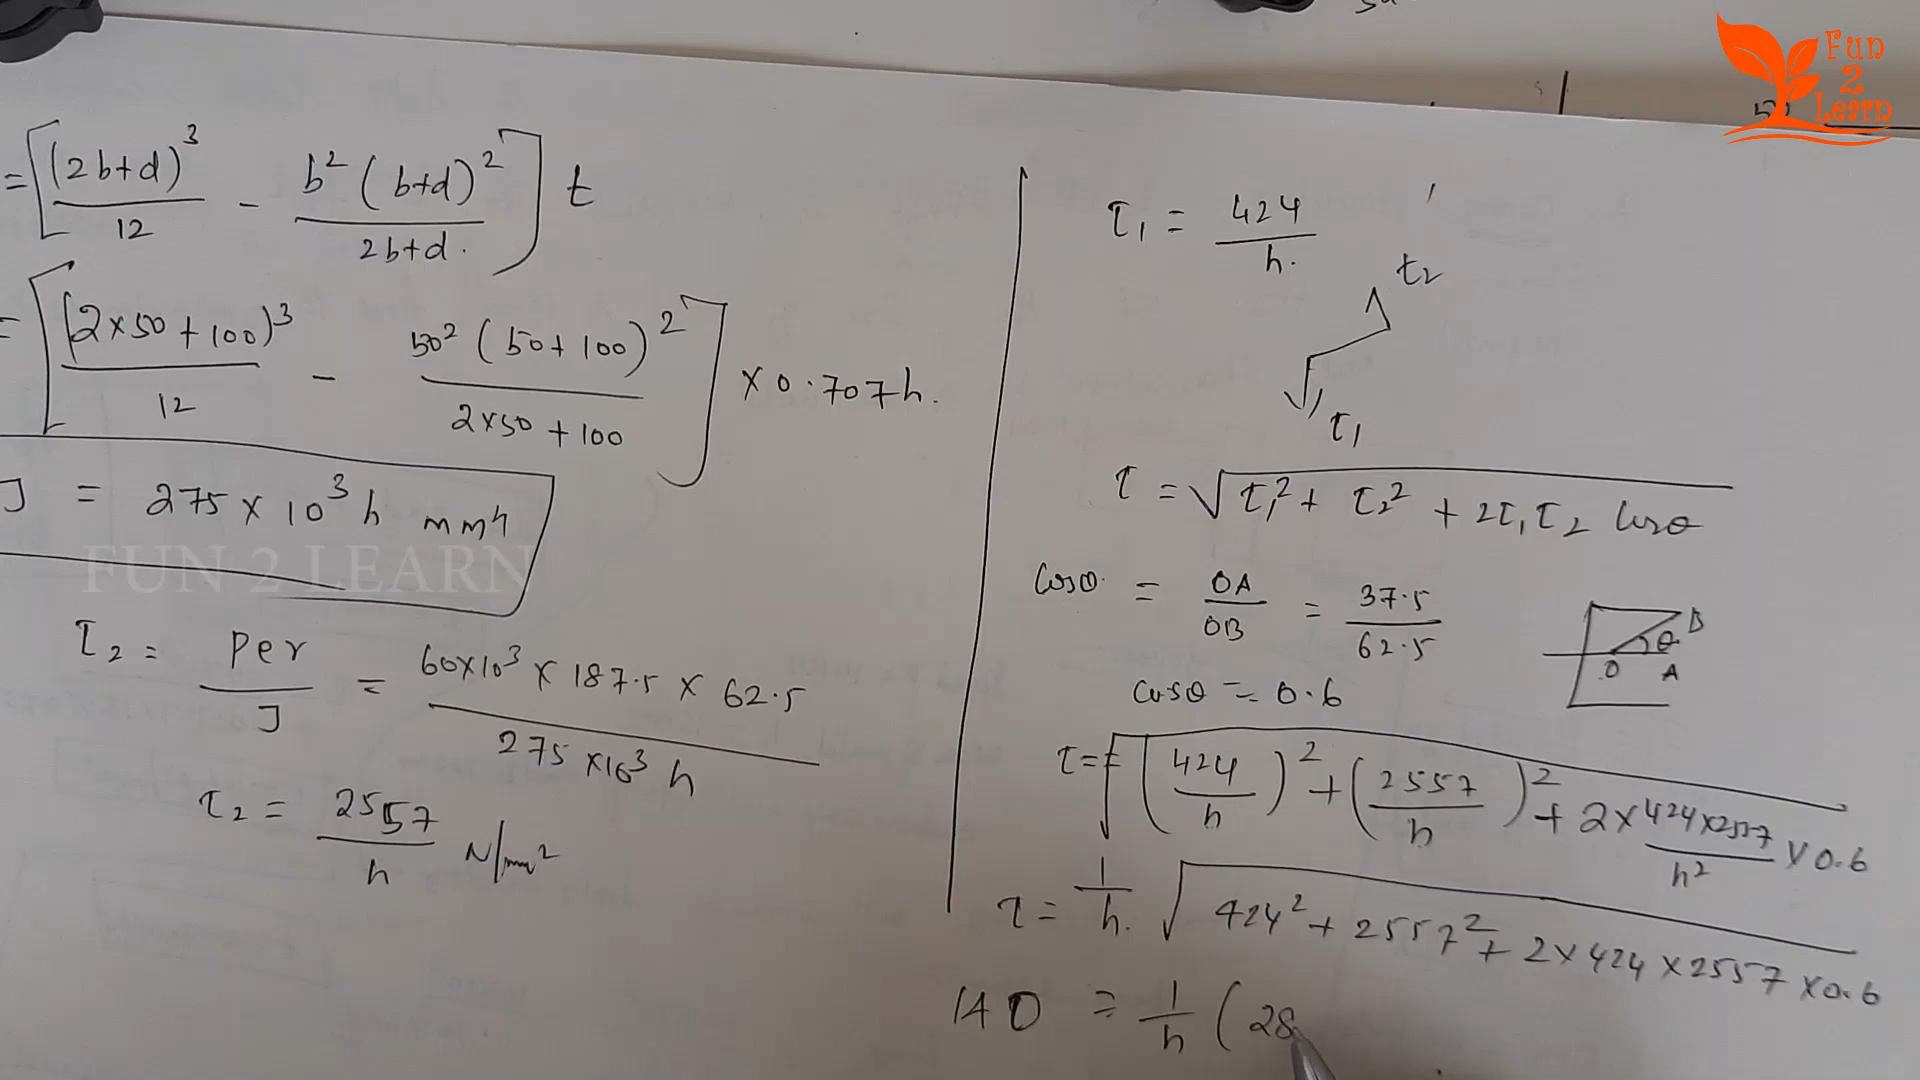 Fun
2
Learn
50
= [(2b+d)³/12 - b²(b+d)²/2b+d.] t
= [(2×50+100)³/12 - 50²(50+100)²/2×50+100] × 0.707h.
J = 275 × 10³ h mm4
FUN 2 LEARN
τ₂ = Per/J = 60×10³ × 187.5 × 62.5/275 ×10³ h
τ₂ = 2557/h N/mm²
τ₁ = 424/h.
τ₂
τ₁
τ = √τ₁² + τ₂² + 2τ₁τ₂ cosθ
cosθ = OA/OB = 37.5/62.5
B
θ
O A
cosθ = 0.6
τ = √(424/h)² + (2557/h)² + 2×424×2557/h² × 0.6
τ = 1/h. √424² + 2557² + 2×424×2557×0.6
140 = 1/h (28